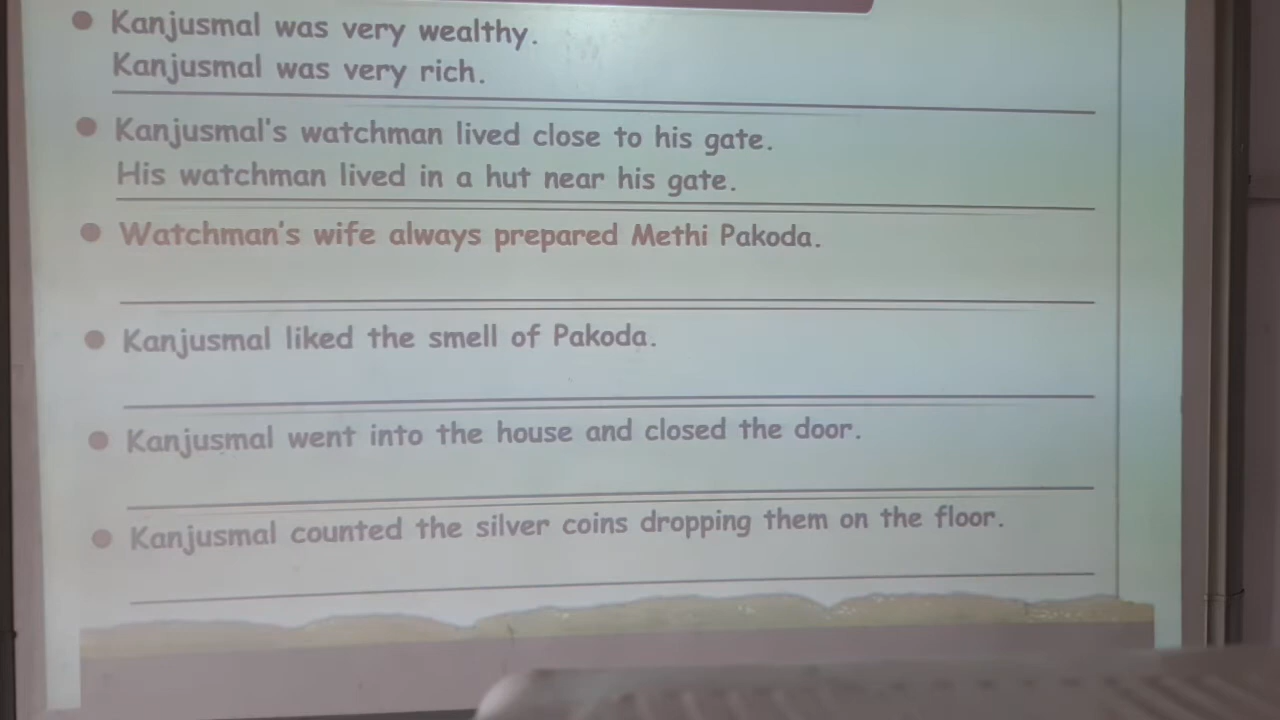 Kanjusmal was very wealthy.
Kanjusmal was very rich.
Kanjusmal's watchman lived close to his gate.
His watchman lived in a hut near his gate.
Watchman's wife always prepared Methi Pakoda.
Kanjusmal liked the smell of Pakoda.
Kanjusmal went into the house and closed the door.
Kanjusmal counted the silver coins dropping them on the floor.